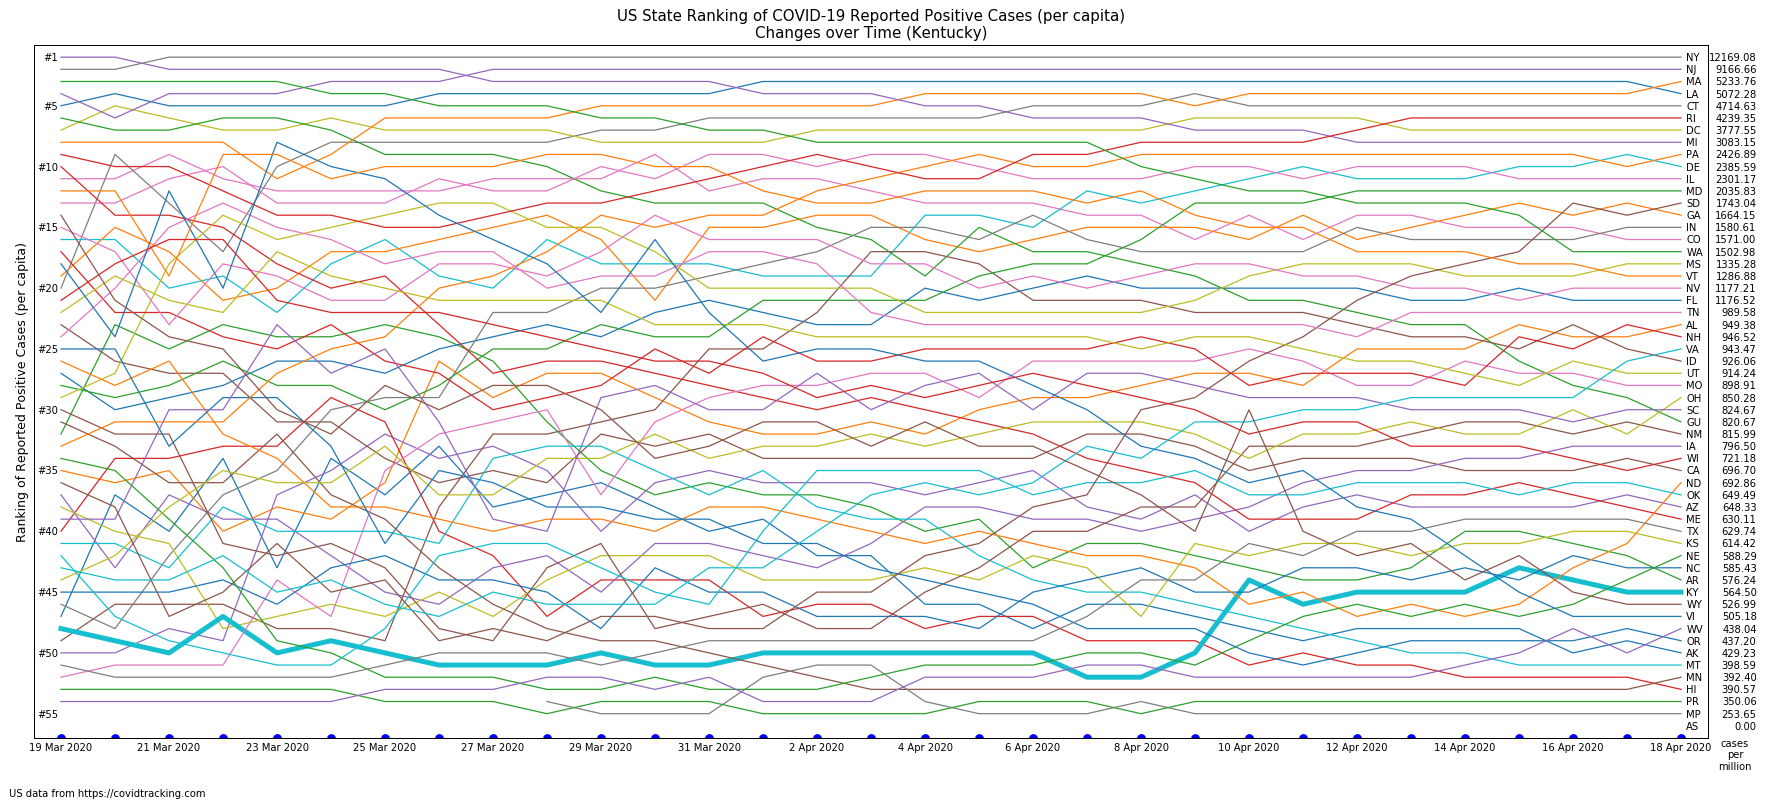 US State Ranking of COVID-19 Reported Positive Cases (per capita)
Changes over Time (Kentucky)
Ranking of Reported Positive Cases (per capita)
#1
#5
#10
#15
#20
#25
#30
#35
#40
#45
#50
#55
NY 12169.08
NJ 9166.66
MA 5233.76
LA 5072.28
CT 4714.63
RI 4239.35
DC 3777.55
MI 3083.15
PA 2426.89
DE 2385.59
IL 2301.17
MD 2035.83
SD 1743.04
GA 1664.15
IN 1580.61
CO 1571.00
WA 1502.98
MS 1335.28
VT 1286.88
NV 1177.21
FL 1176.52
TN 989.58
AL 949.38
NH 946.52
VA 943.47
ID 926.06
UT 914.24
MO 898.91
OH 850.28
SC 824.67
GU 820.67
NM 815.99
IA 796.50
WI 721.18
CA 696.70
ND 692.86
OK 649.49
AZ 648.33
ME 630.11
TX 629.74
KS 614.42
NE 588.29
NC 585.43
AR 576.24
KY 564.50
WY 526.99
VI 505.18
WV 438.04
OR 437.20
AK 429.23
MT 398.59
MN 392.40
HI 390.57
PR 350.06
MP 253.65
AS 0.00
19 Mar 2020 21 Mar 2020 23 Mar 2020 25 Mar 2020 27 Mar 2020 29 Mar 2020 31 Mar 2020 2 Apr 2020 4 Apr 2020 6 Apr 2020 8 Apr 2020 10 Apr 2020 12 Apr 2020 14 Apr 2020 16 Apr 2020 18 Apr 2020
cases
per
million
US data from https://covidtracking.com